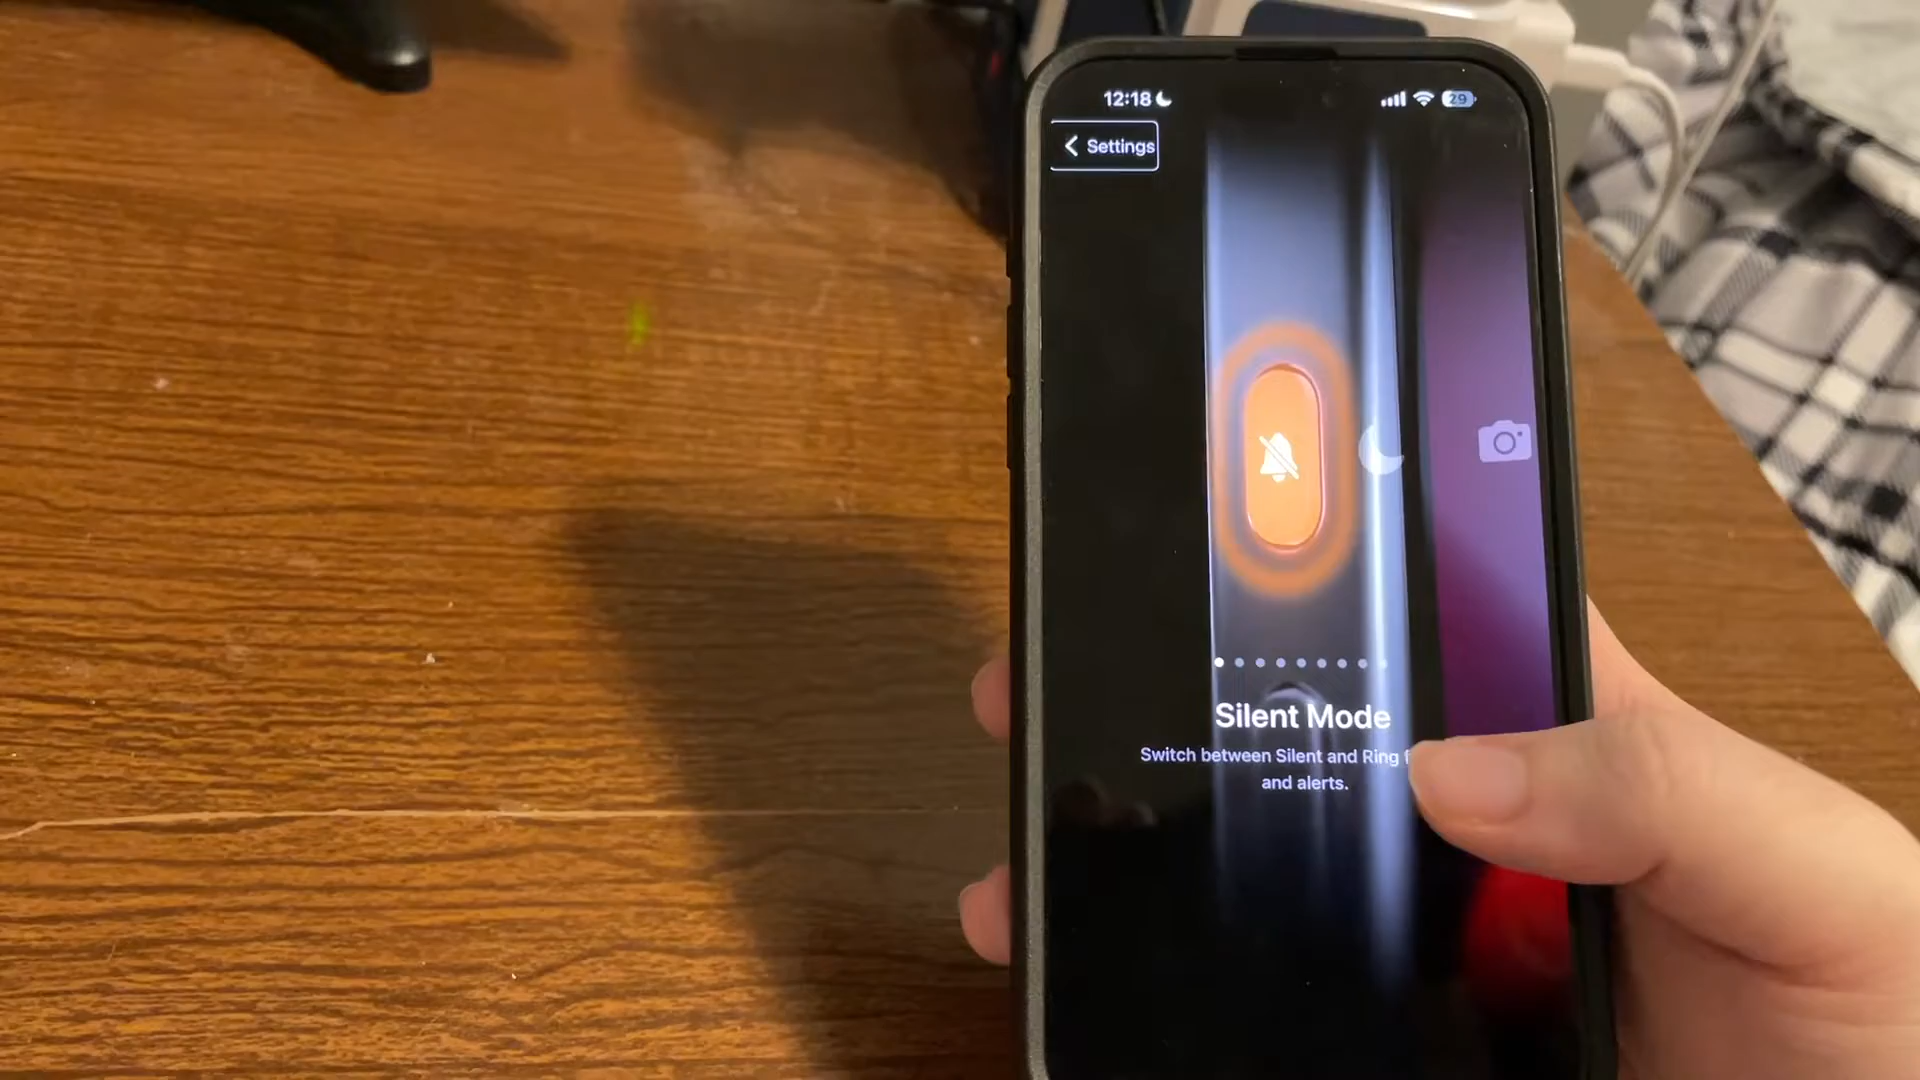 12:18
29
Settings
Silent Mode
Switch between Silent and Ring
and alerts.